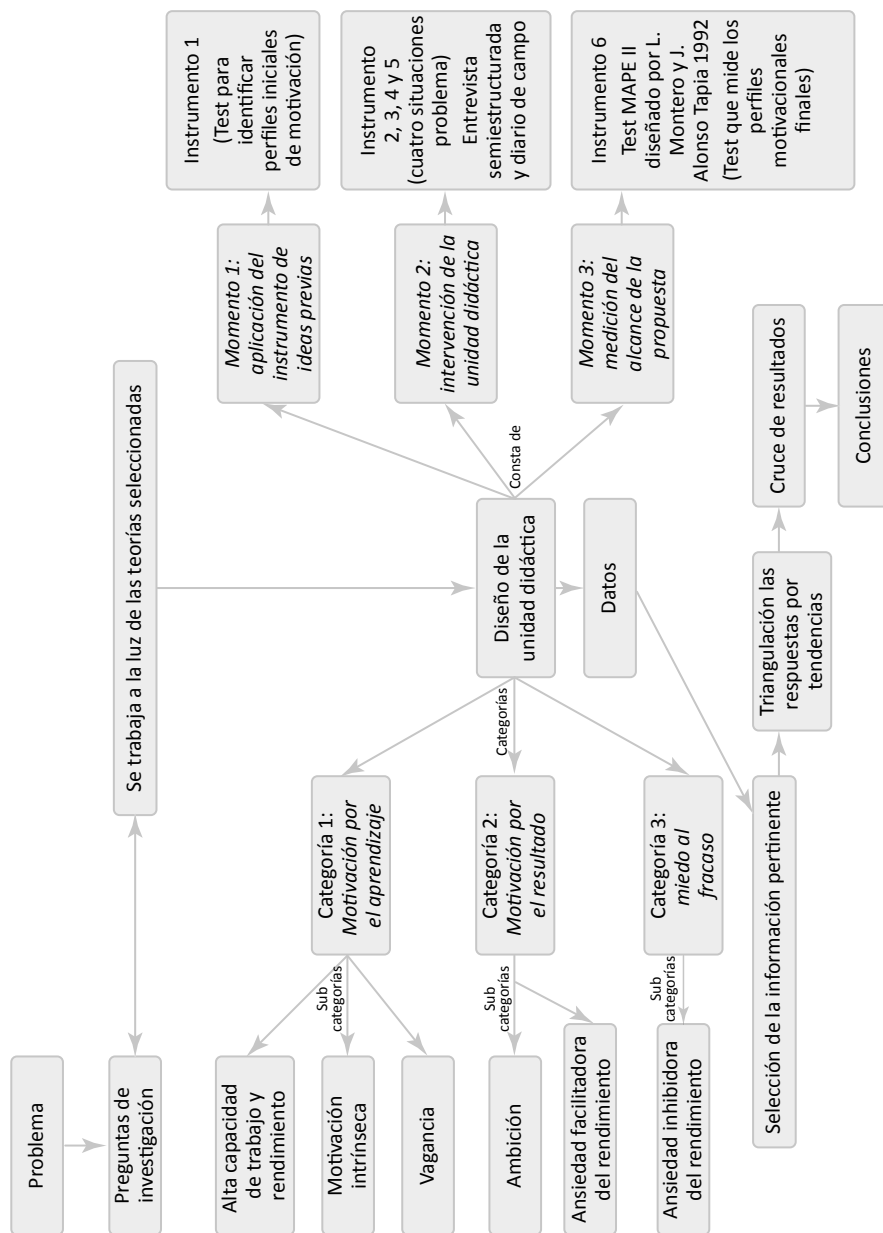 Problema
Preguntas de
investigación
Se trabaja a la luz de las teorías seleccionadas
Alta capacidad
de trabajo y
rendimiento
Motivación
intrínseca
Vagancia
Sub
categorías
Categoría 1:
Motivación por
el aprendizaje
Ambición
Ansiedad facilitadora
del rendimiento
Sub
categorías
Categoría 2:
Motivación por
el resultado
Ansiedad inhibidora
del rendimiento
Sub
categorías
Categoría 3:
miedo al
fracaso
Categorías
Diseño de la
unidad didáctica
Datos
Consta de
Momento 1:
aplicación del
instrumento de
ideas previas
Instrumento 1
(Test para
identificar
perfiles iniciales
de motivación)
Momento 2:
intervención de la
unidad didáctica
Instrumento
2, 3, 4 y 5
(cuatro situaciones
problema)
Entrevista
semiestructurada
y diario de campo
Momento 3:
medición del
alcance de la
propuesta
Instrumento 6
Test MAPE II
diseñado por L.
Montero y J.
Alonso Tapia 1992
(Test que mide los
perfiles
motivacionales
finales)
Selección de la información pertinente
Triangulación las
respuestas por
tendencias
Cruce de resultados
Conclusiones